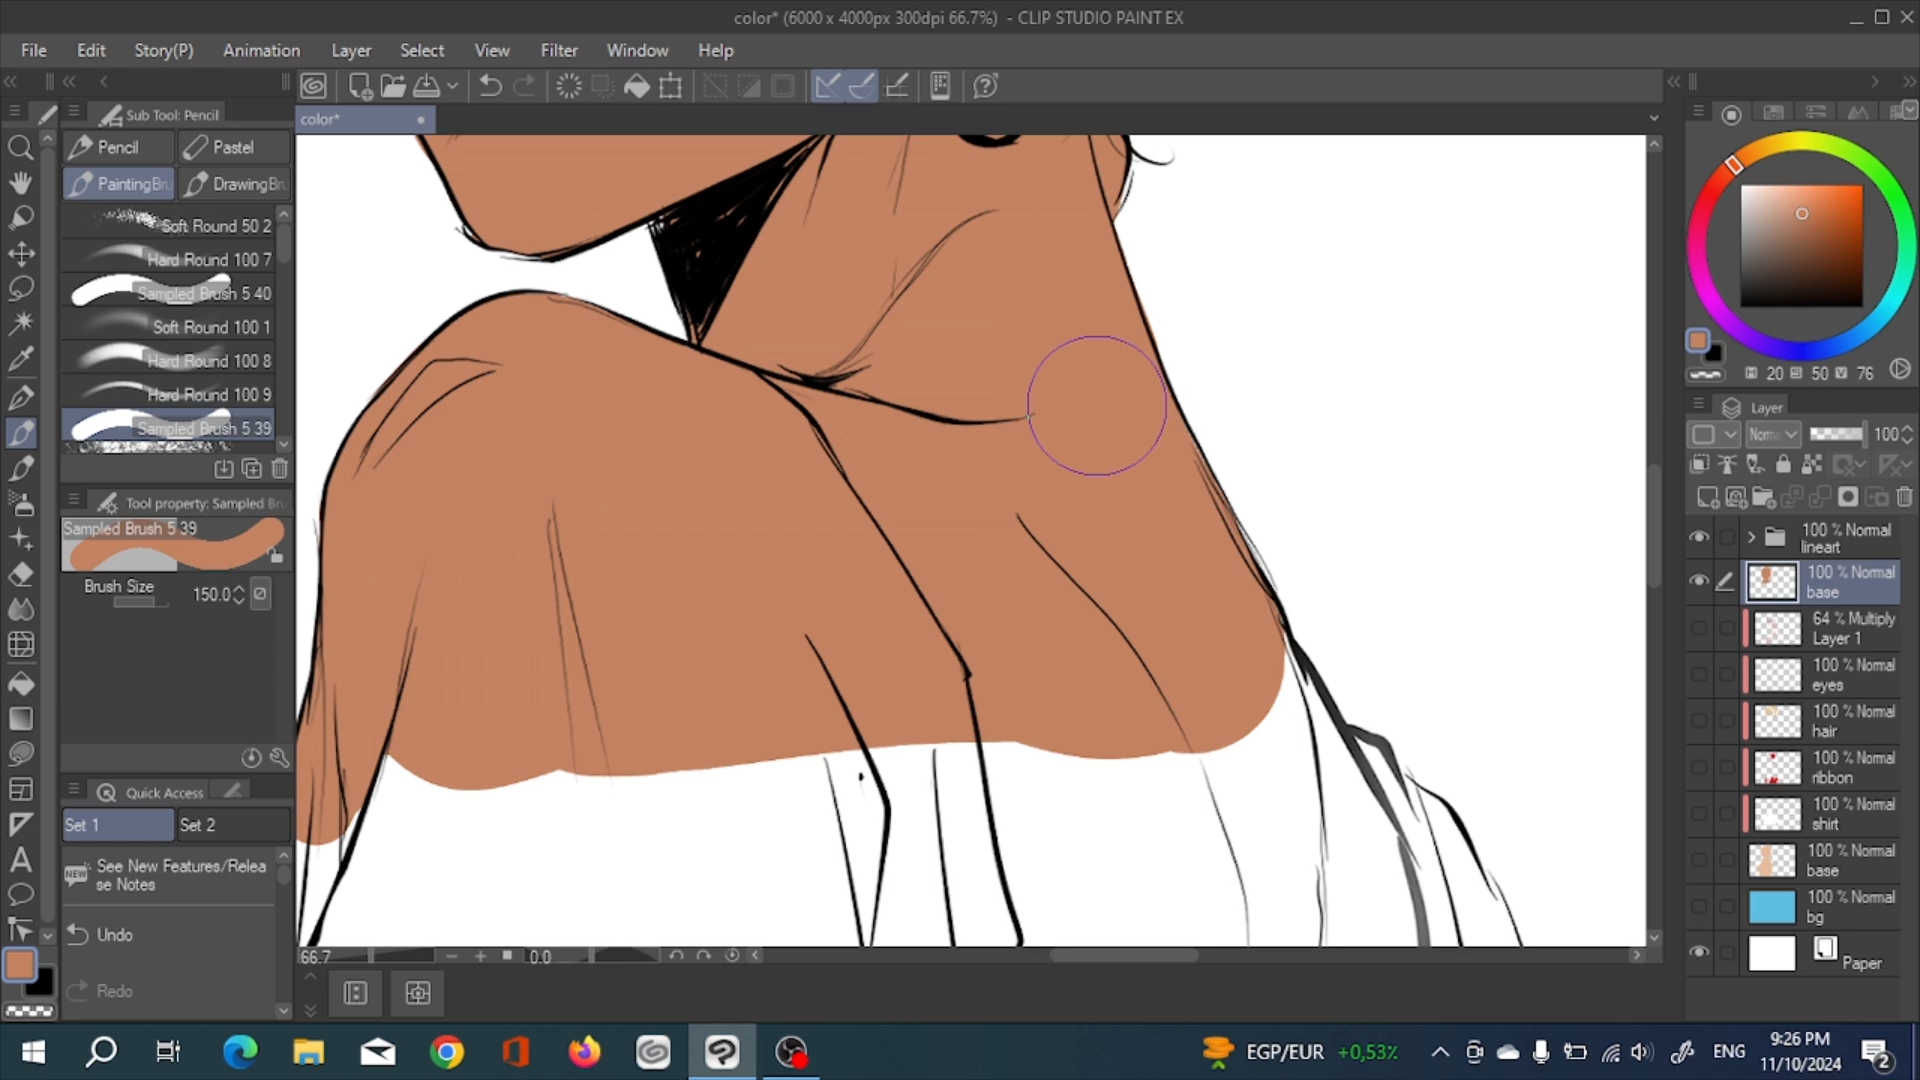 color* (6000 x 4000px 300dpi 66.7%) - CLIP STUDIO PAINT EX
File Edit Story(P) Animation Layer Select View Filter Window Help
Sub Tool: Pencil
color*
Pencil Pastel
PaintingBru DrawingBru
Soft Round 50 2
Hard Round 100 7
Sampled Brush 5 40
Soft Round 100 1
Hard Round 100 8
Hard Round 100 9
Sampled Brush 5 39
Tool property: Sampled Br
Sampled Brush 5 39
Brush Size 150.0
Quick Access
Set 1 Set 2
NEW See New Features/Relea
se Notes
Undo
Redo
66.7 0.0
H 20 S 50 V 76
Layer
Norm 100
100 % Normal
lineart
100 % Normal
base
64 % Multiply
Layer 1
100 % Normal
eyes
100 % Normal
hair
100 % Normal
ribbon
100 % Normal
shirt
100 % Normal
base
100 % Normal
bg
Paper
EGP/EUR +0,53%
ENG
9:26 PM
11/10/2024
2